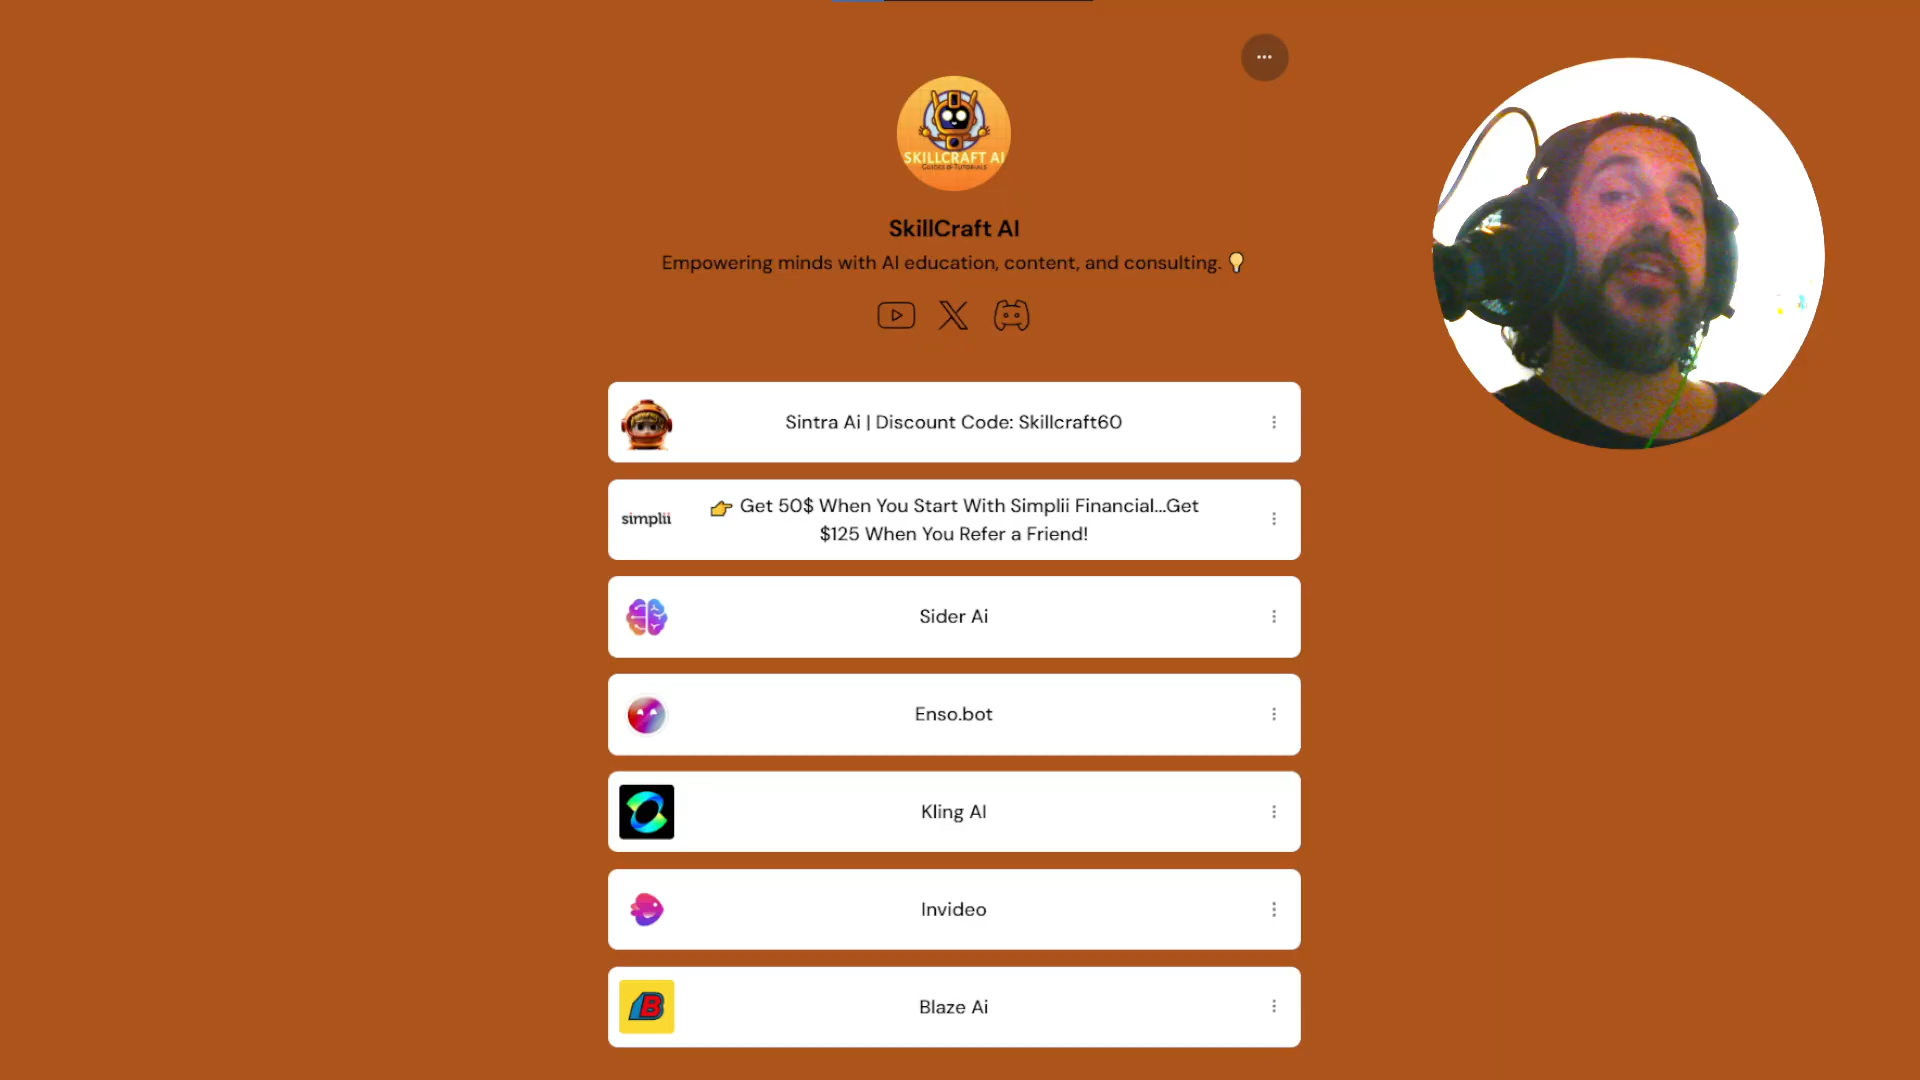 SKILLCRAFT AI
GUIDES & TUTORIALS
SkillCraft AI
Empowering minds with AI education, content, and consulting. 💡
Sintra Ai | Discount Code: Skillcraft60
simplii
👉 Get 50$ When You Start With Simplii Financial...Get
$125 When You Refer a Friend!
Sider Ai
Enso.bot
Kling AI
Invideo
B
Blaze Ai